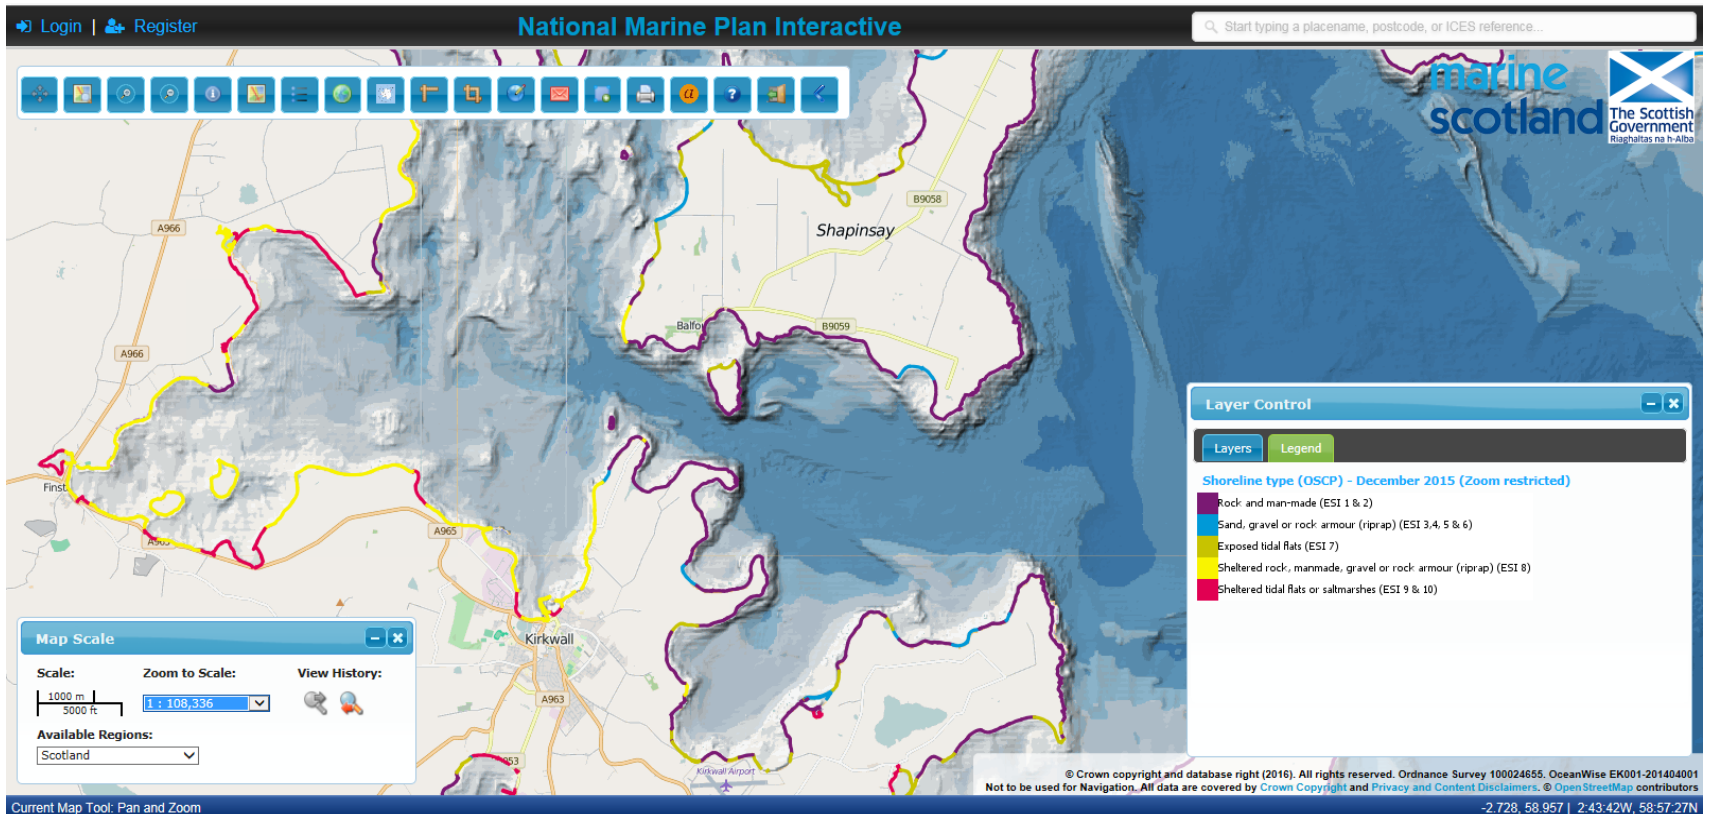 Login | Register
National Marine Plan Interactive
Start typing a placename, postcode, or ICES reference...
marine
scotland
The Scottish
Government
Riaghaltas na h-Alba
B9058
A966
Shapinsay
Balfo
B9059
A966
Layer Control
Layers
Legend
Shoreline type (OSCP) - December 2015 (Zoom restricted)
Rock and man-made (ESI 1 & 2)
Sand, gravel or rock armour (riprap) (ESI 3,4, 5 & 6)
Exposed tidal flats (ESI 7)
Sheltered rock, manmade, gravel or rock armour (riprap) (ESI 8)
Sheltered tidal flats or saltmarshes (ESI 9 & 10)
Finst
A965
A965
Kirkwall
A963
Kirkwall Airport
Map Scale
Scale:
Zoom to Scale:
View History:
1000 m
5000 ft
1 : 108,336
Available Regions:
Scotland
© Crown copyright and database right (2016). All rights reserved. Ordnance Survey 100024655. OceanWise EK001-201404001
Not to be used for Navigation. All data are covered by Crown Copyright and Privacy and Content Disclaimers. © OpenStreetMap contributors
Current Map Tool: Pan and Zoom
-2.728, 58.957 | 2:43:42W, 58:57:27N